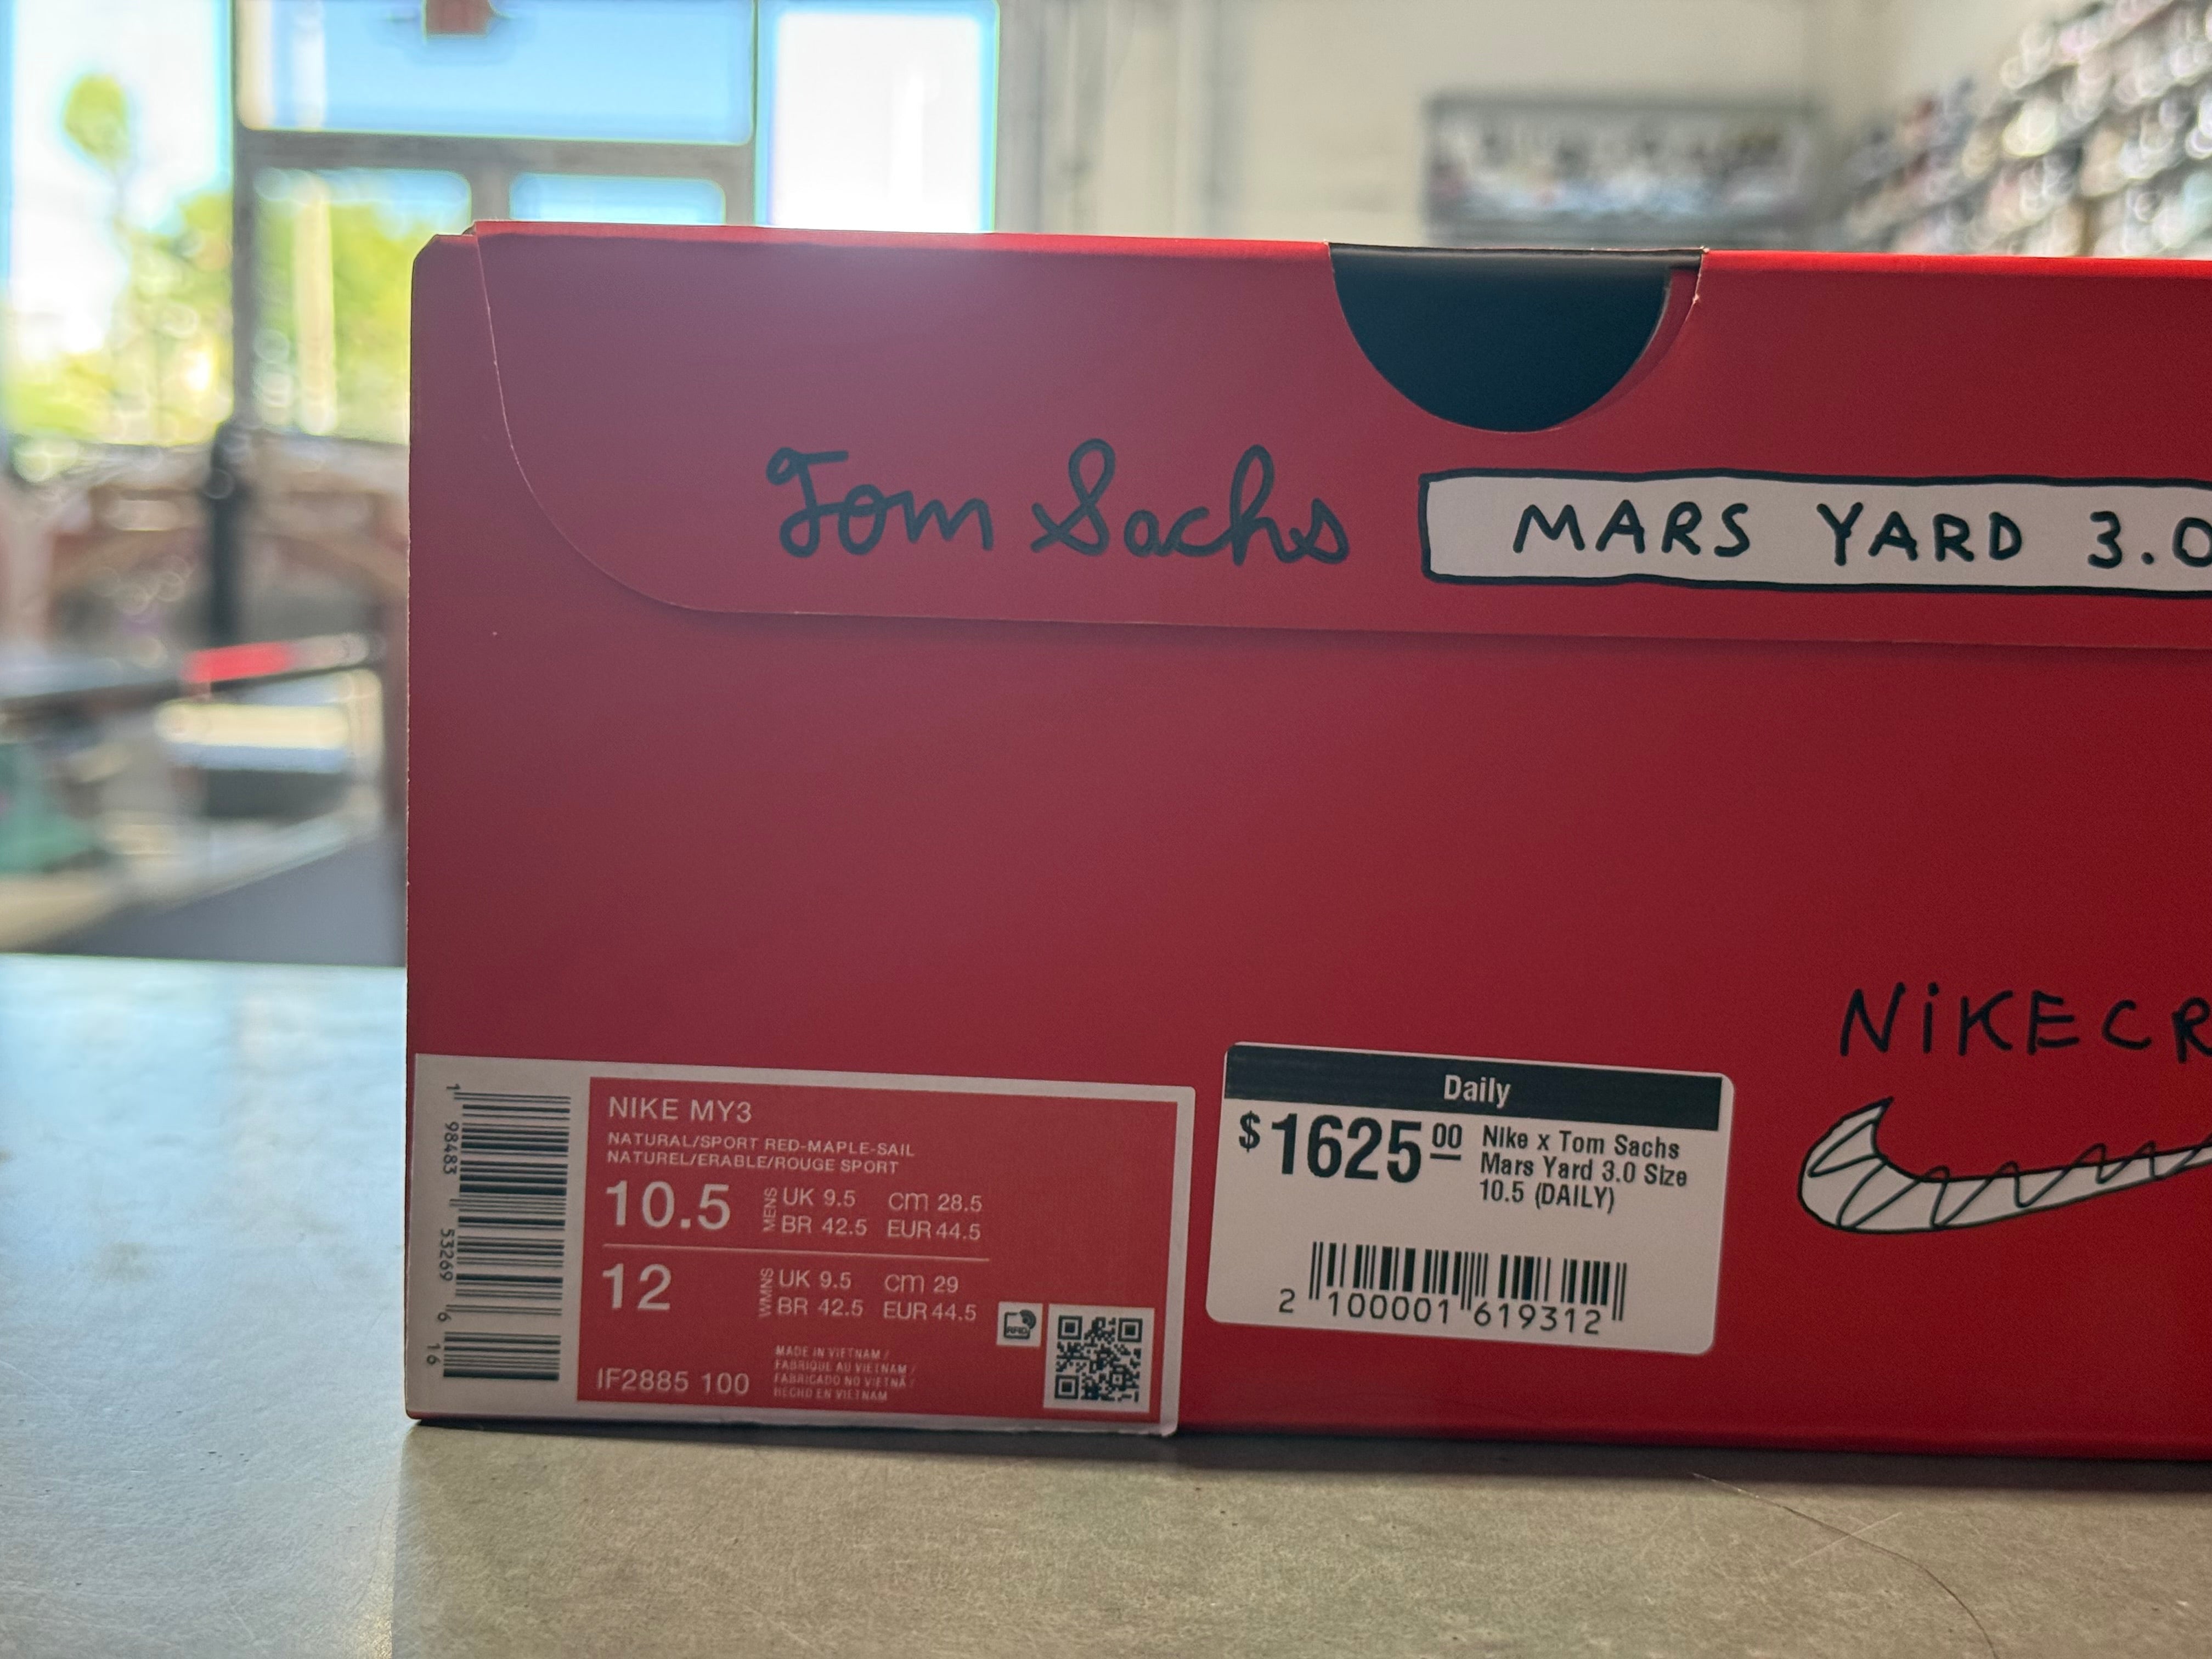 Tom Sachs
MARS YARD 3.0
NiKECR
1 98483 53269 6 16
NIKE MY3
NATURAL/SPORT RED-MAPLE-SAIL
NATUREL/ERABLE/ROUGE SPORT
10.5 MENS UK 9.5 cm 28.5
BR 42.5 EUR 44.5
12 WMNS UK 9.5 cm 29
BR 42.5 EUR 44.5
IF2885 100
MADE IN VIETNAM /
FABRIQUE AU VIETNAM /
FABRICADO NO VIETNÃ /
HECHO EN VIETNAM
Daily
$1625.00
Nike x Tom Sachs
Mars Yard 3.0 Size
10.5 (DAILY)
2 100001 619312